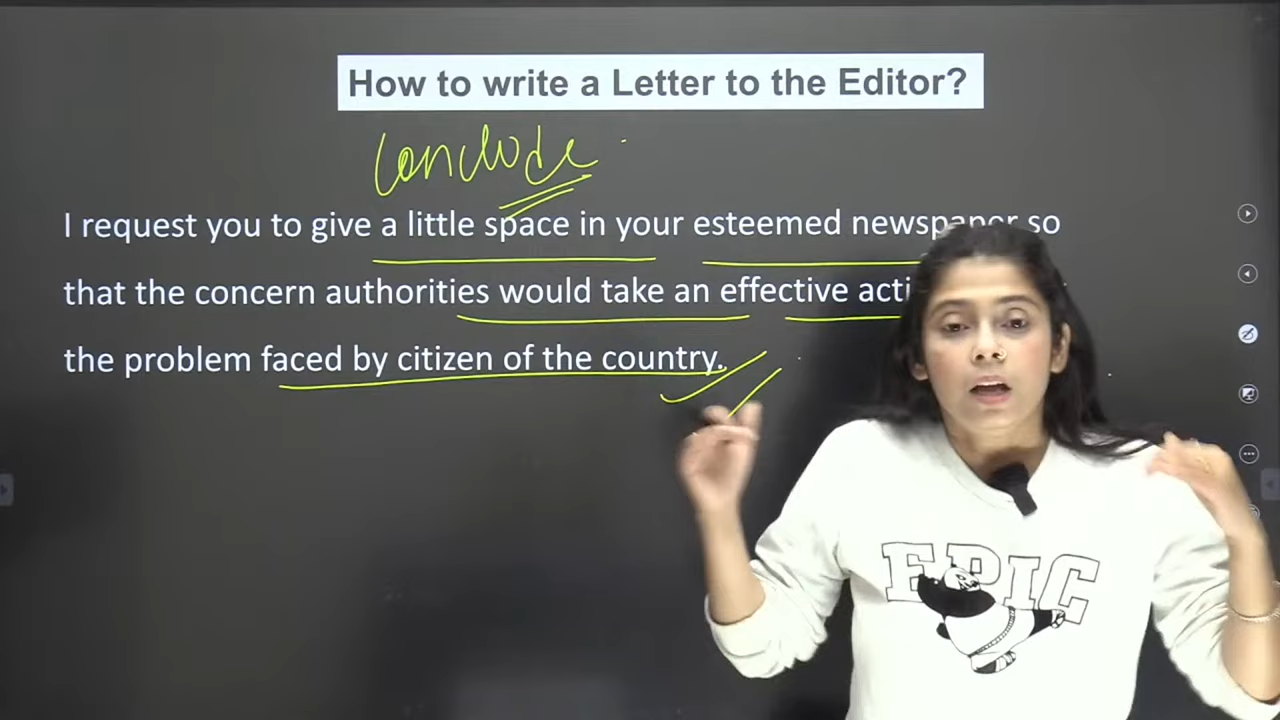 How to write a Letter to the Editor?
Conclude
I request you to give a little space in your esteemed newspaper so
that the concern authorities would take an effective acti
the problem faced by citizen of the country.
EPIC